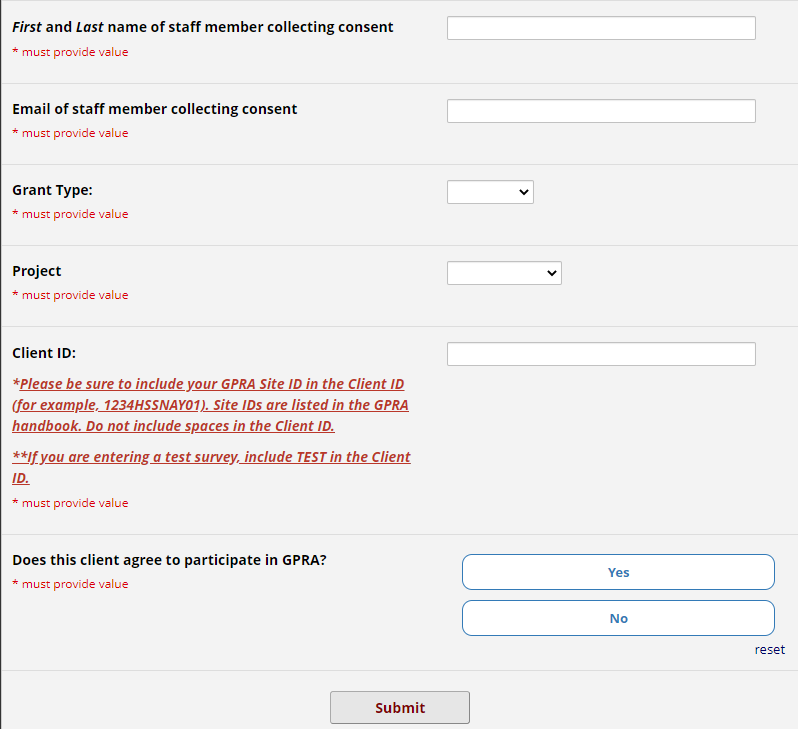 First and Last name of staff member collecting consent
* must provide value
Email of staff member collecting consent
* must provide value
Grant Type:
* must provide value
Project
* must provide value
Client ID:
*Please be sure to include your GPRA Site ID in the Client ID
(for example, 1234HSSNAY01). Site IDs are listed in the GPRA
handbook. Do not include spaces in the Client ID.
**If you are entering a test survey, include TEST in the Client
ID.
* must provide value
Does this client agree to participate in GPRA?
* must provide value
Yes
No
reset
Submit